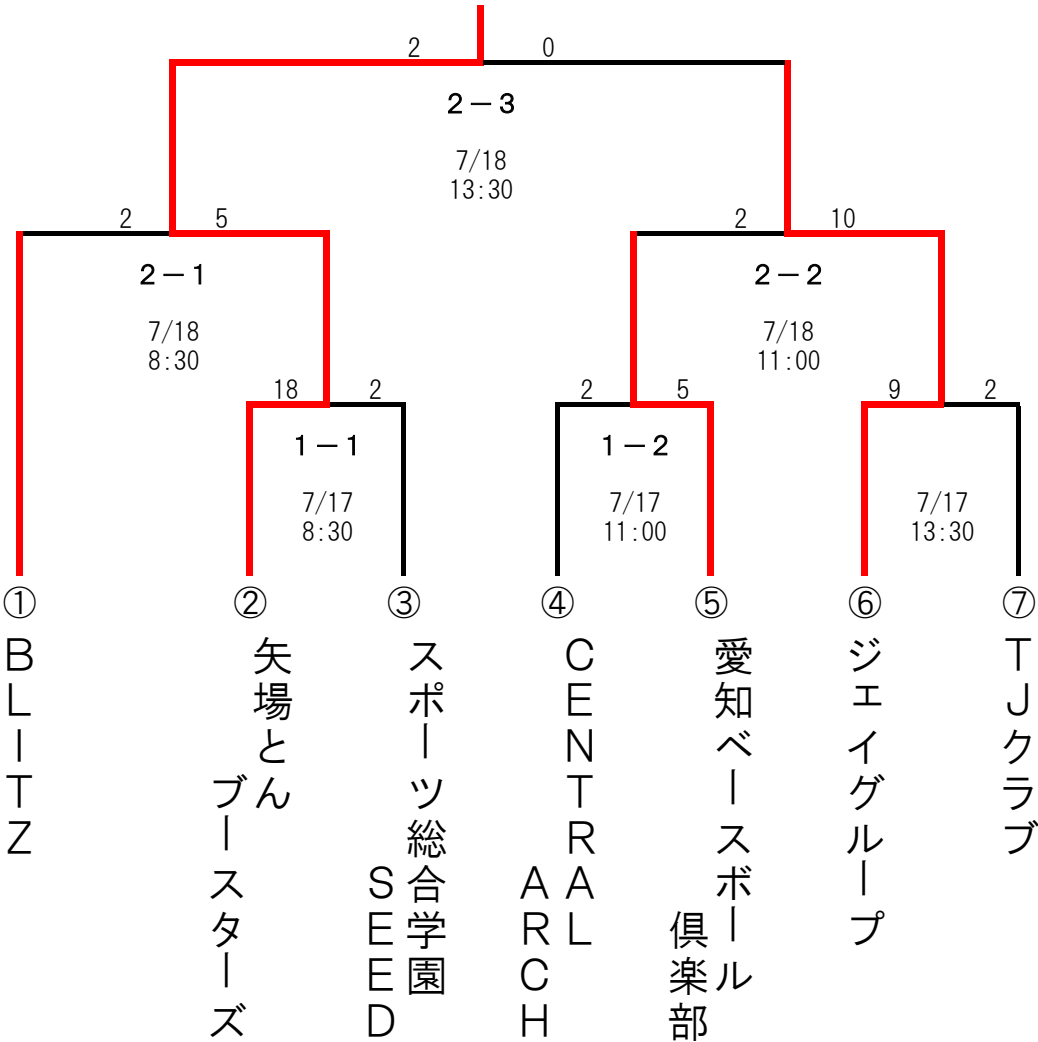 2 0
2－3
7/18
13:30
2 5
2－1
7/18
8:30
2 10
2－2
7/18
11:00
18 2
1－1
7/17
8:30
2 5
1－2
7/17
11:00
9 2
7/17
13:30
①
BLITZ
②
矢場とん
ブースターズ
③
スポーツ総合学園
SEED
④
CENTRAL
ARCH
⑤
愛知ベースボール
倶楽部
⑥
ジェイグループ
⑦
TJクラブ